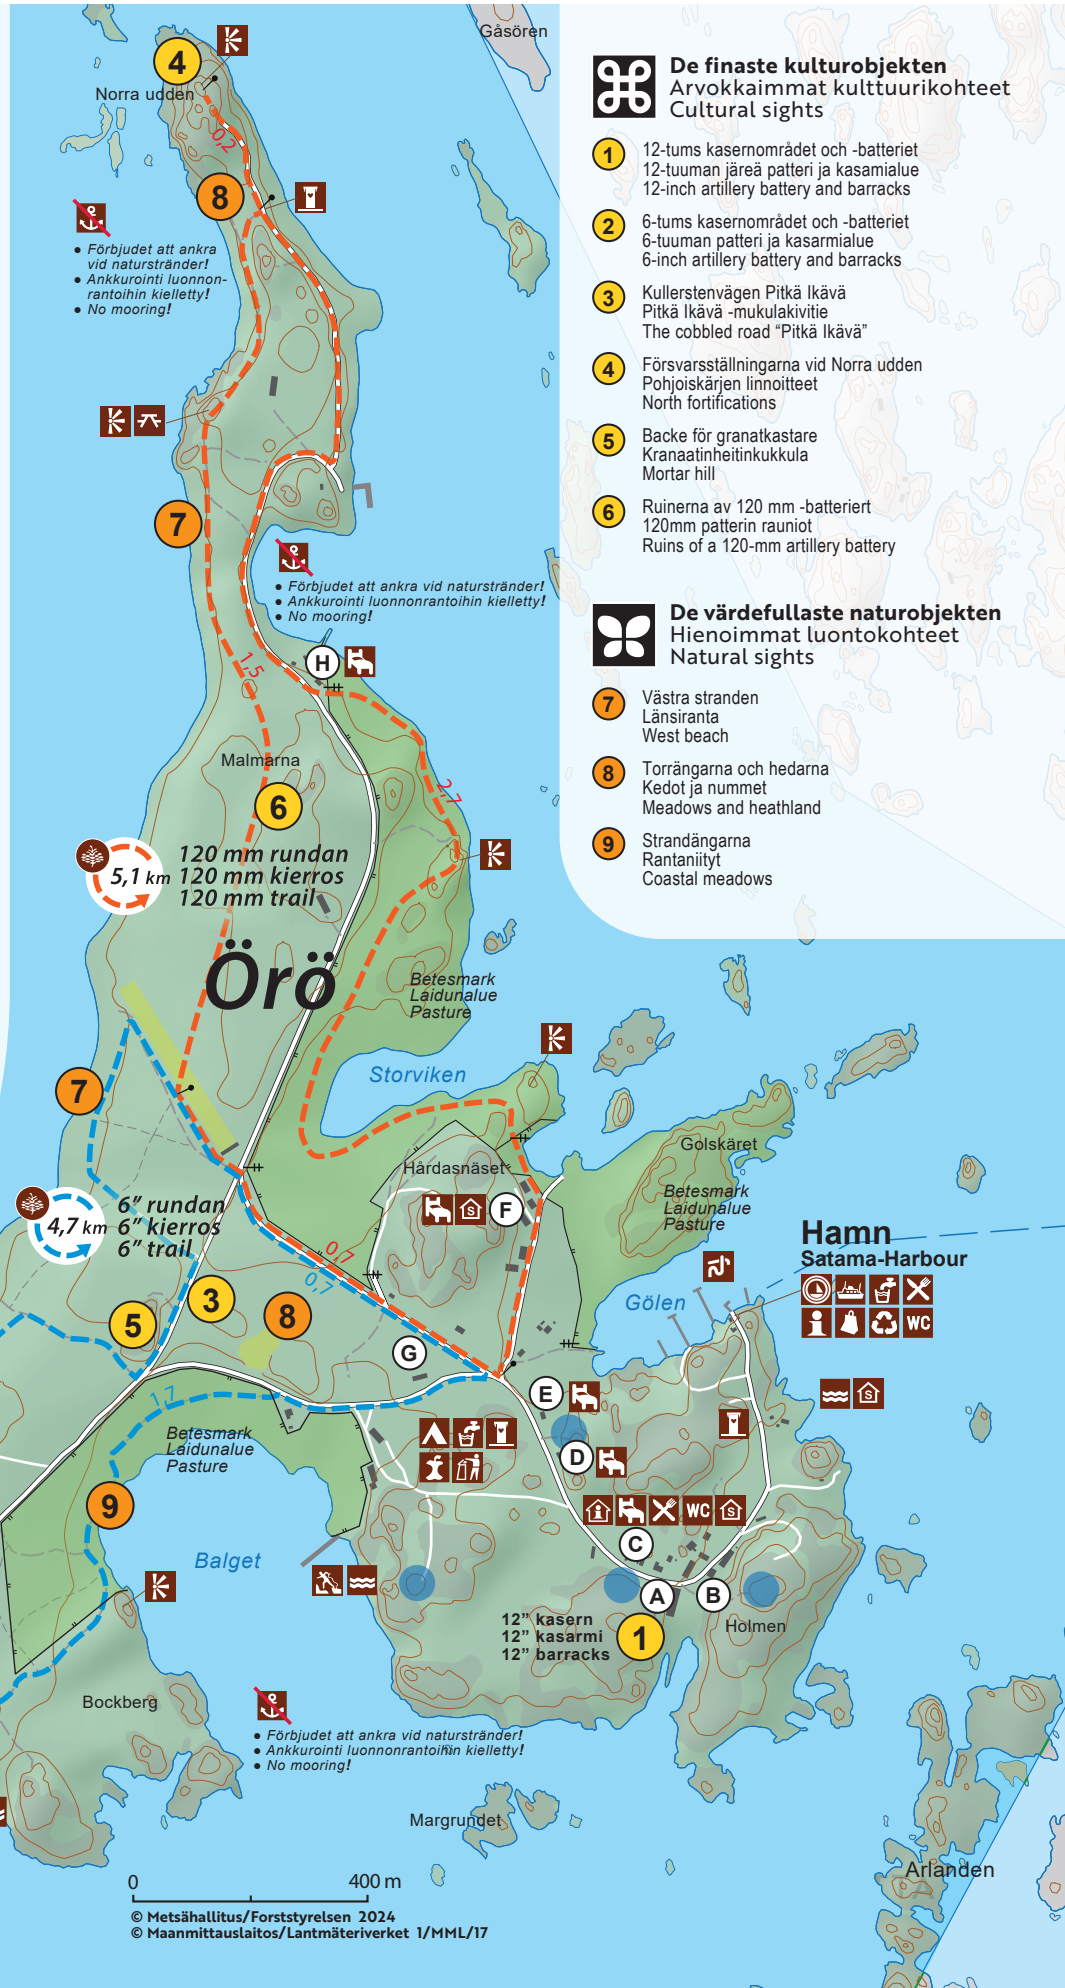 Gåsören
4
Norra udden
0,2
8
● Förbjudet att ankra
vid naturstränder!
● Ankkurointi luonnon-
rantoihin kielletty!
● No mooring!
7
● Förbjudet att ankra vid naturstränder!
● Ankkurointi luonnonrantoihin kielletty!
● No mooring!
H
1,5
Malmarna
6
2,7
5,1 km
120 mm rundan
120 mm kierros
120 mm trail
Örö
Betesmark
Laidunalue
Pasture
Storviken
7
4,7 km
6” rundan
6” kierros
6” trail
Hårdasnäset
S
F
0,7
0,7
3
5
8
G
1,7
Betesmark
Laidunalue
Pasture
9
Balget
Golskäret
Betesmark
Laidunalue
Pasture
Gölen
Hamn
Satama-Harbour
WC
S
E
D
WC
S
C
A
B
12” kasern
12” kasarmi
12” barracks
1
Holmen
Bockberg
● Förbjudet att ankra vid naturstränder!
● Ankkurointi luonnonrantoihin kielletty!
● No mooring!
Margrundet
Arlanden
0
400 m
© Metsähallitus/Forststyrelsen 2024
© Maanmittauslaitos/Lantmäteriverket 1/MML/17
De finaste kulturobjekten
Arvokkaimmat kulttuurikohteet
Cultural sights
1
12-tums kasernområdet och -batteriet
12-tuuman järeä patteri ja kasamialue
12-inch artillery battery and barracks
2
6-tums kasernområdet och -batteriet
6-tuuman patteri ja kasarmialue
6-inch artillery battery and barracks
3
Kullerstenvägen Pitkä Ikävä
Pitkä Ikävä -mukulakivitie
The cobbled road “Pitkä Ikävä”
4
Försvarsställningarna vid Norra udden
Pohjoiskärjen linnoitteet
North fortifications
5
Backe för granatkastare
Kranaatinheitinkukkula
Mortar hill
6
Ruinerna av 120 mm -batteriert
120mm patterin rauniot
Ruins of a 120-mm artillery battery
De värdefullaste naturobjekten
Hienoimmat luontokohteet
Natural sights
7
Västra stranden
Länsiranta
West beach
8
Torrängarna och hedarna
Kedot ja nummet
Meadows and heathland
9
Strandängarna
Rantaniityt
Coastal meadows